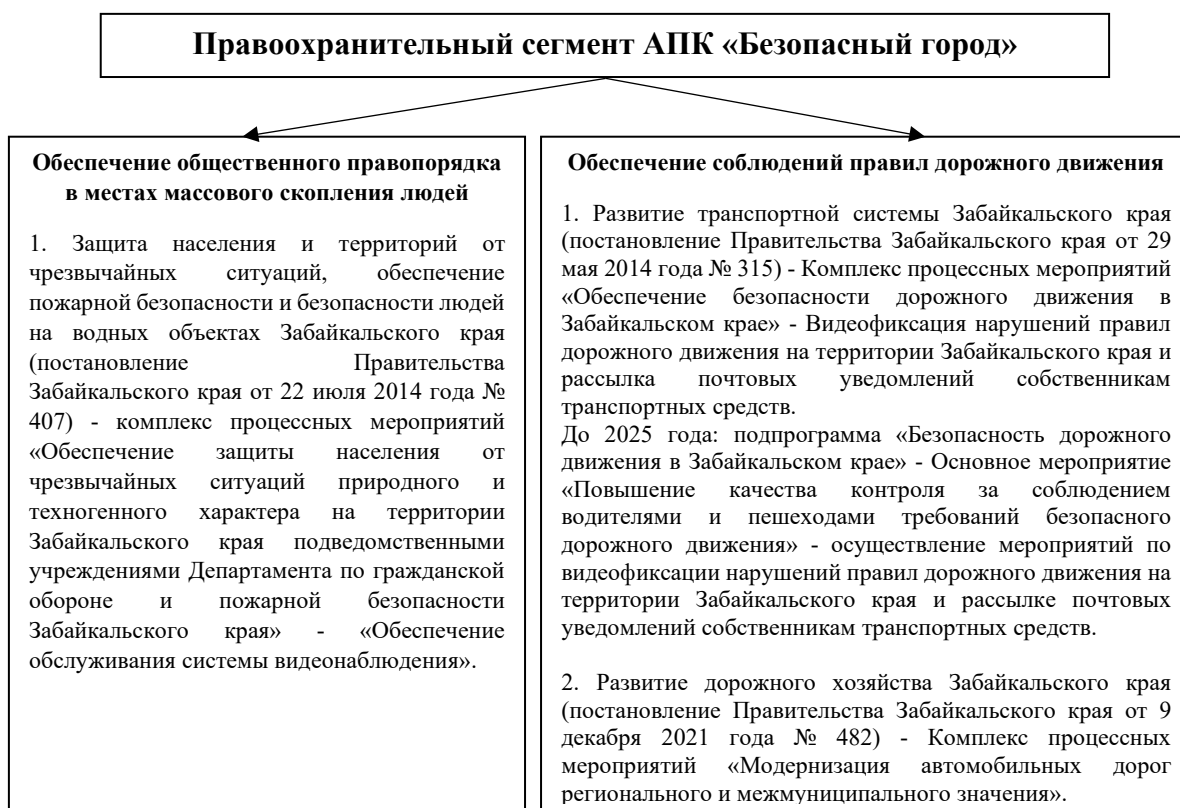 Правоохранительный сегмент АПК «Безопасный город»
Обеспечение общественного правопорядка
в местах массового скопления людей
1. Защита населения и территорий от
чрезвычайных ситуаций, обеспечение
пожарной безопасности и безопасности людей
на водных объектах Забайкальского края
(постановление Правительства
Забайкальского края от 22 июля 2014 года №
407) - комплекс процессных мероприятий
«Обеспечение защиты населения от
чрезвычайных ситуаций природного и
техногенного характера на территории
Забайкальского края подведомственными
учреждениями Департамента по гражданской
обороне и пожарной безопасности
Забайкальского края» - «Обеспечение
обслуживания системы видеонаблюдения».
Обеспечение соблюдений правил дорожного движения
1. Развитие транспортной системы Забайкальского края
(постановление Правительства Забайкальского края от 29
мая 2014 года № 315) - Комплекс процессных мероприятий
«Обеспечение безопасности дорожного движения в
Забайкальском крае» - Видеофиксация нарушений правил
дорожного движения на территории Забайкальского края и
рассылка почтовых уведомлений собственникам
транспортных средств.
До 2025 года: подпрограмма «Безопасность дорожного
движения в Забайкальском крае» - Основное мероприятие
«Повышение качества контроля за соблюдением
водителями и пешеходами требований безопасного
дорожного движения» - осуществление мероприятий по
видеофиксации нарушений правил дорожного движения на
территории Забайкальского края и рассылке почтовых
уведомлений собственникам транспортных средств.
2. Развитие дорожного хозяйства Забайкальского края
(постановление Правительства Забайкальского края от 9
декабря 2021 года № 482) - Комплекс процессных
мероприятий «Модернизация автомобильных дорог
регионального и межмуниципального значения».